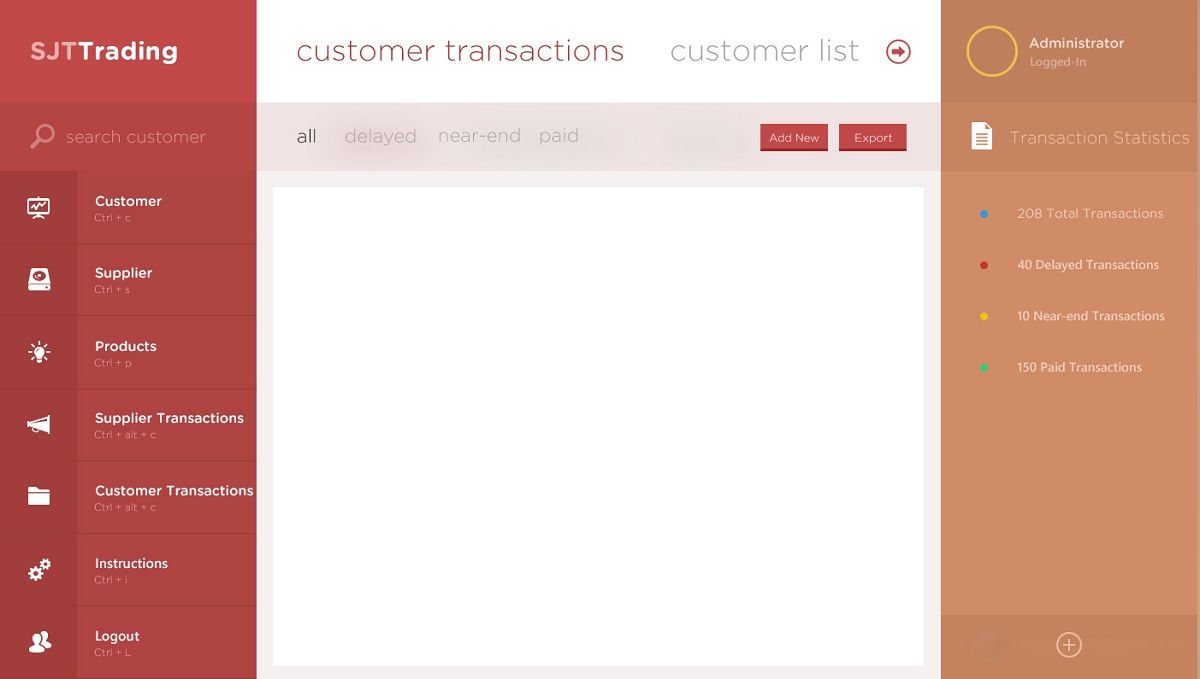 SJTTrading
customer transactions
customer list
Administrator
Logged-In
search customer
all
delayed
near-end
paid
Add New
Export
Transaction Statistics
Customer
Ctrl + c
Supplier
Ctrl + s
Products
Ctrl + p
Supplier Transactions
Ctrl + alt + c
Customer Transactions
Ctrl + alt + c
Instructions
Ctrl + i
Logout
Ctrl + L
208 Total Transactions
40 Delayed Transactions
10 Near-end Transactions
150 Paid Transactions